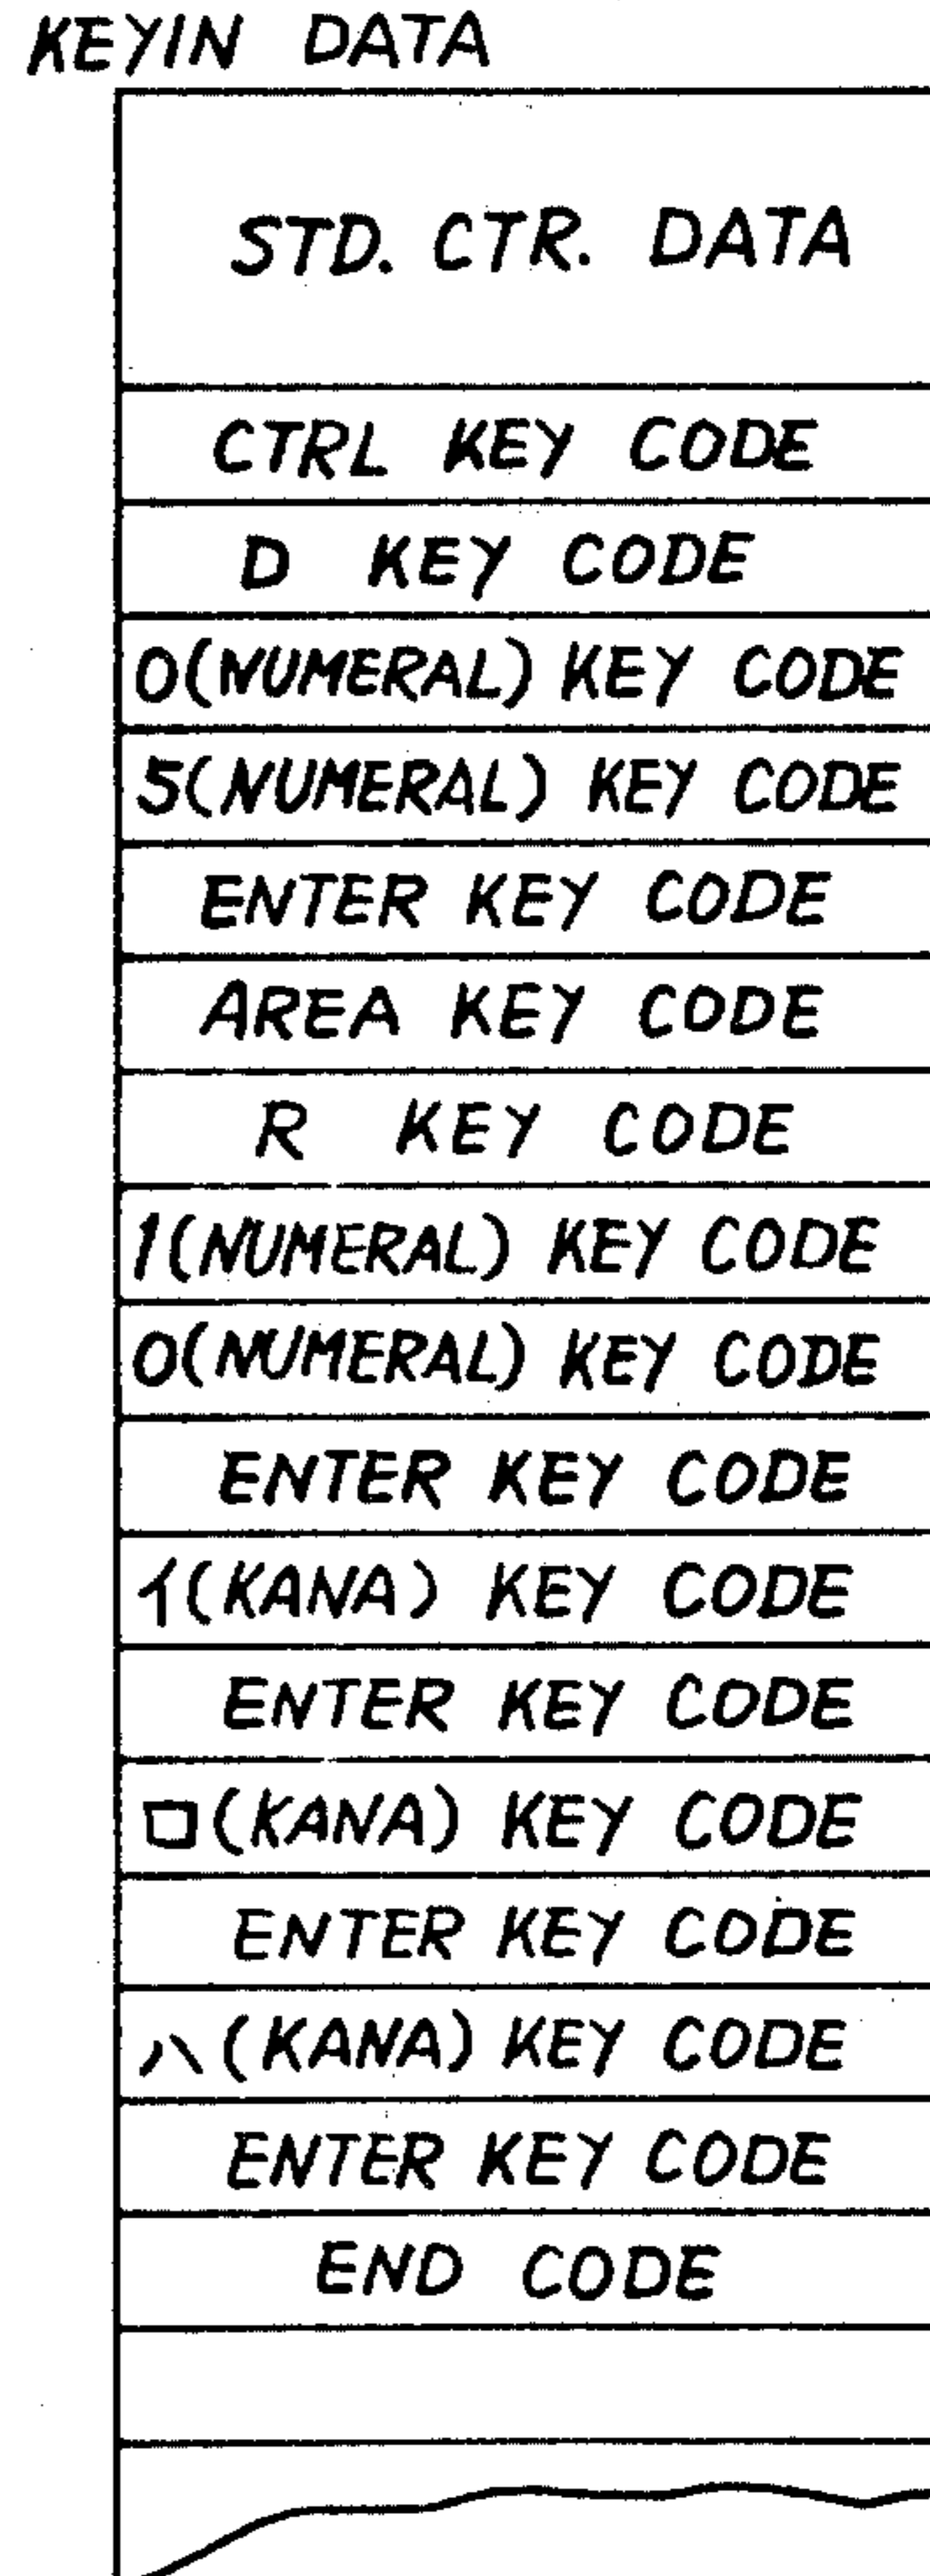 KEYIN DATA
STD. CTR. DATA
CTRL KEY CODE
D KEY CODE
0(NUMERAL) KEY CODE
5(NUMERAL) KEY CODE
ENTER KEY CODE
AREA KEY CODE
R KEY CODE
1(NUMERAL) KEY CODE
0(NUMERAL) KEY CODE
ENTER KEY CODE
イ(KANA) KEY CODE
ENTER KEY CODE
ロ(KANA) KEY CODE
ENTER KEY CODE
ハ(KANA) KEY CODE
ENTER KEY CODE
END CODE